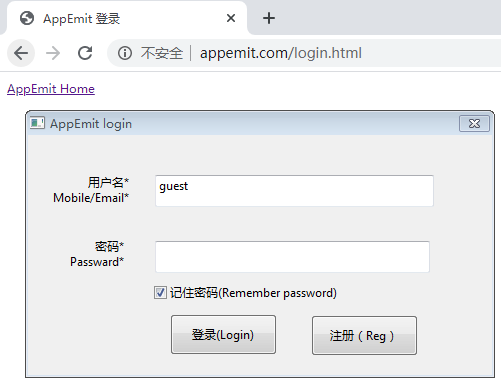 AppEmit 登录
不安全 | appemit.com/login.html
AppEmit Home
AppEmit login
用户名*
Mobile/Email*
guest
密码*
Password*
记住密码(Remember password)
登录(Login)
注册 ( Reg )